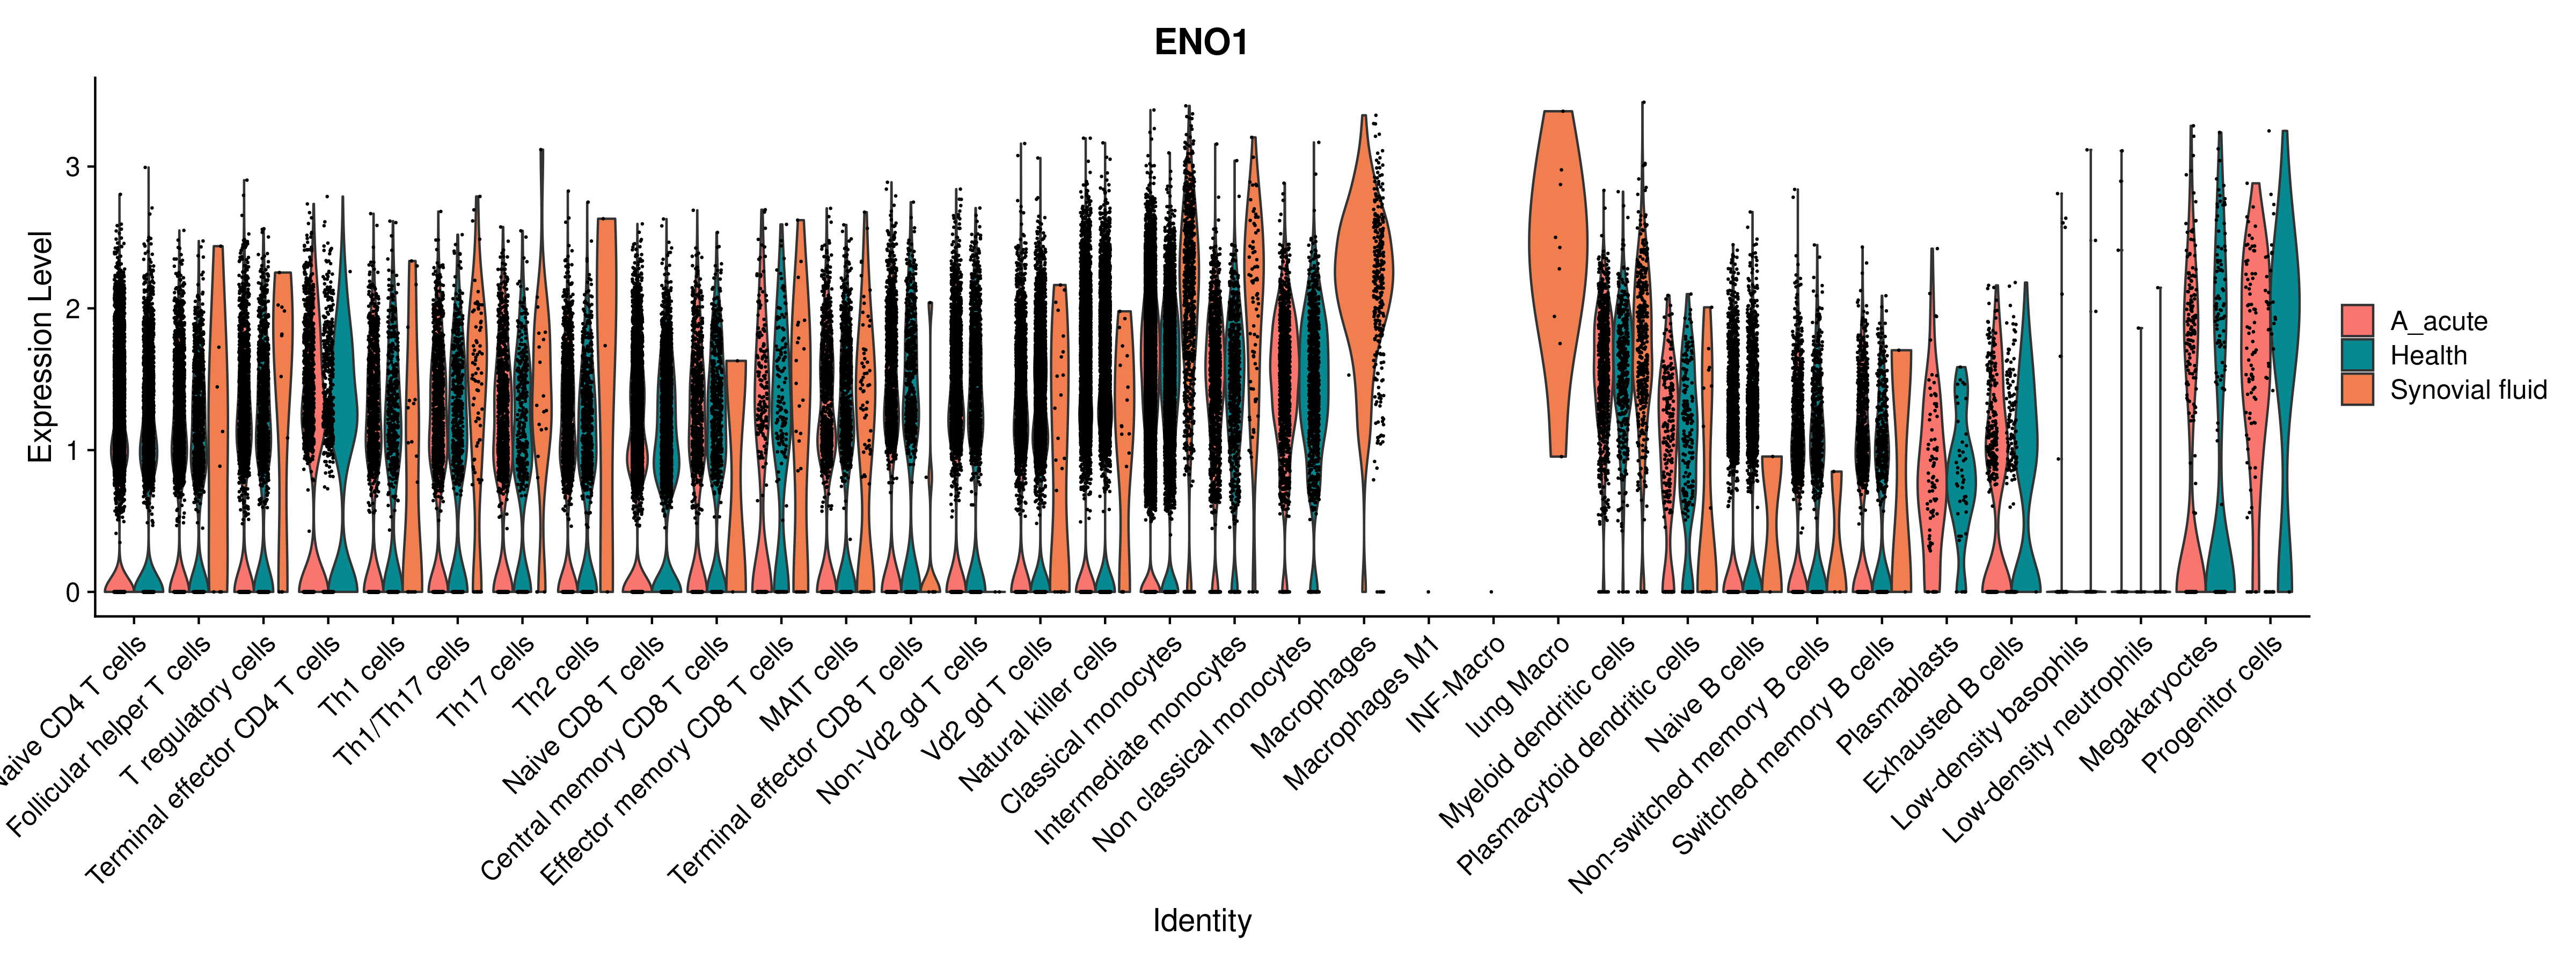 ENO1
Expression Level
3
2
1
0
Naive CD4 T cells
Follicular helper T cells
T regulatory cells
Terminal effector CD4 T cells
Th1 cells
Th1/Th17 cells
Th17 cells
Th2 cells
Naive CD8 T cells
Central memory CD8 T cells
Effector memory CD8 T cells
MAIT cells
Terminal effector CD8 T cells
Non-Vd2 gd T cells
Vd2 gd T cells
Natural killer cells
Classical monocytes
Intermediate monocytes
Non classical monocytes
Macrophages
Macrophages M1
INF-Macro
lung Macro
Myeloid dendritic cells
Plasmacytoid dendritic cells
Naive B cells
Non-switched memory B cells
Switched memory B cells
Plasmablasts
Exhausted B cells
Low-density basophils
Low-density neutrophils
Megakaryoctes
Progenitor cells
Identity
A_acute
Health
Synovial fluid